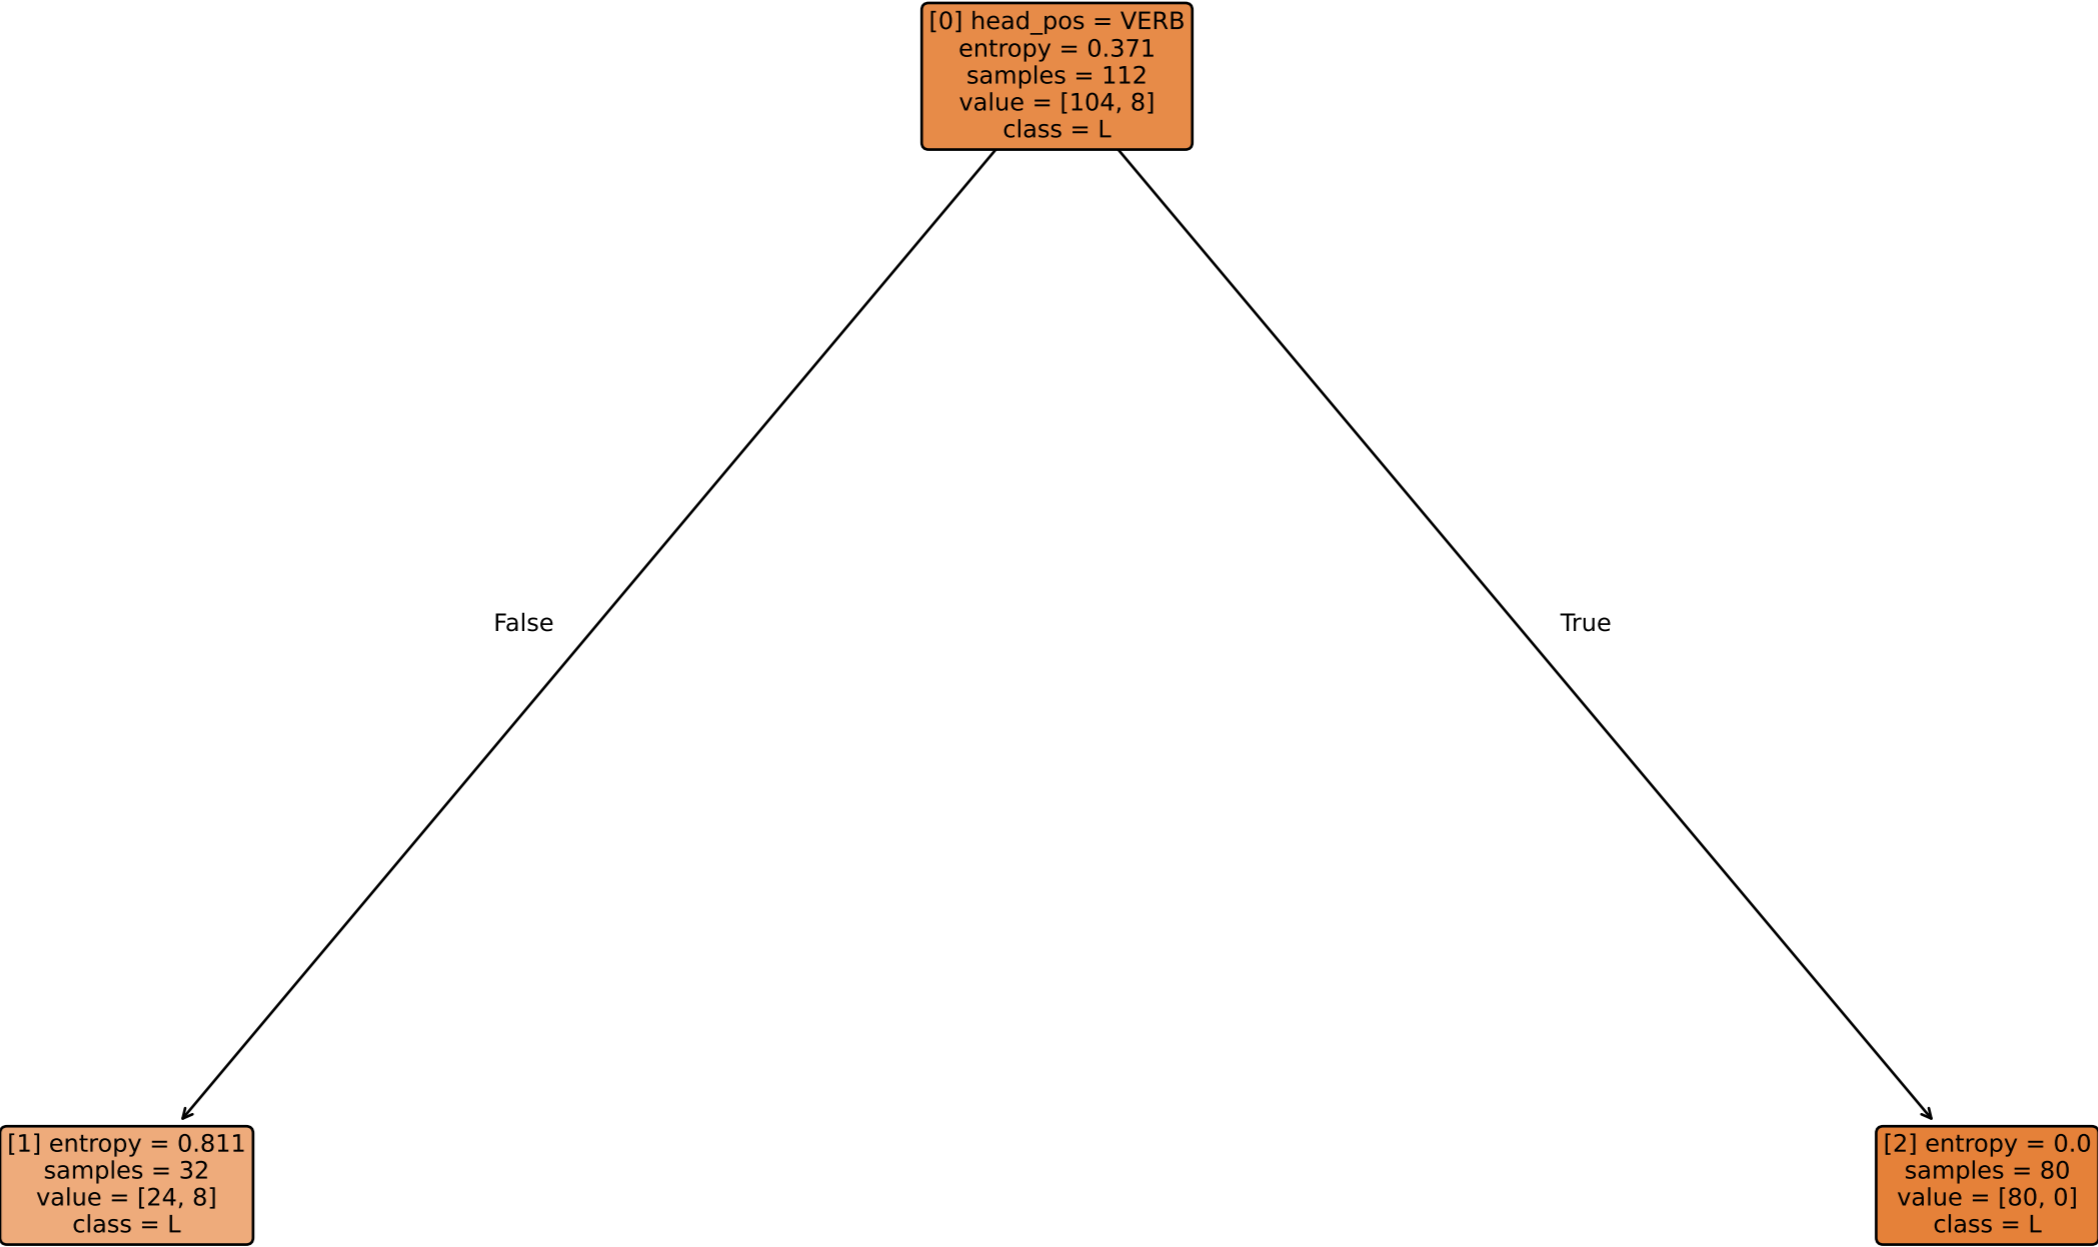 [0] head_pos = VERB
entropy = 0.371
samples = 112
value = [104, 8]
class = L
False
True
[1] entropy = 0.811
samples = 32
value = [24, 8]
class = L
[2] entropy = 0.0
samples = 80
value = [80, 0]
class = L